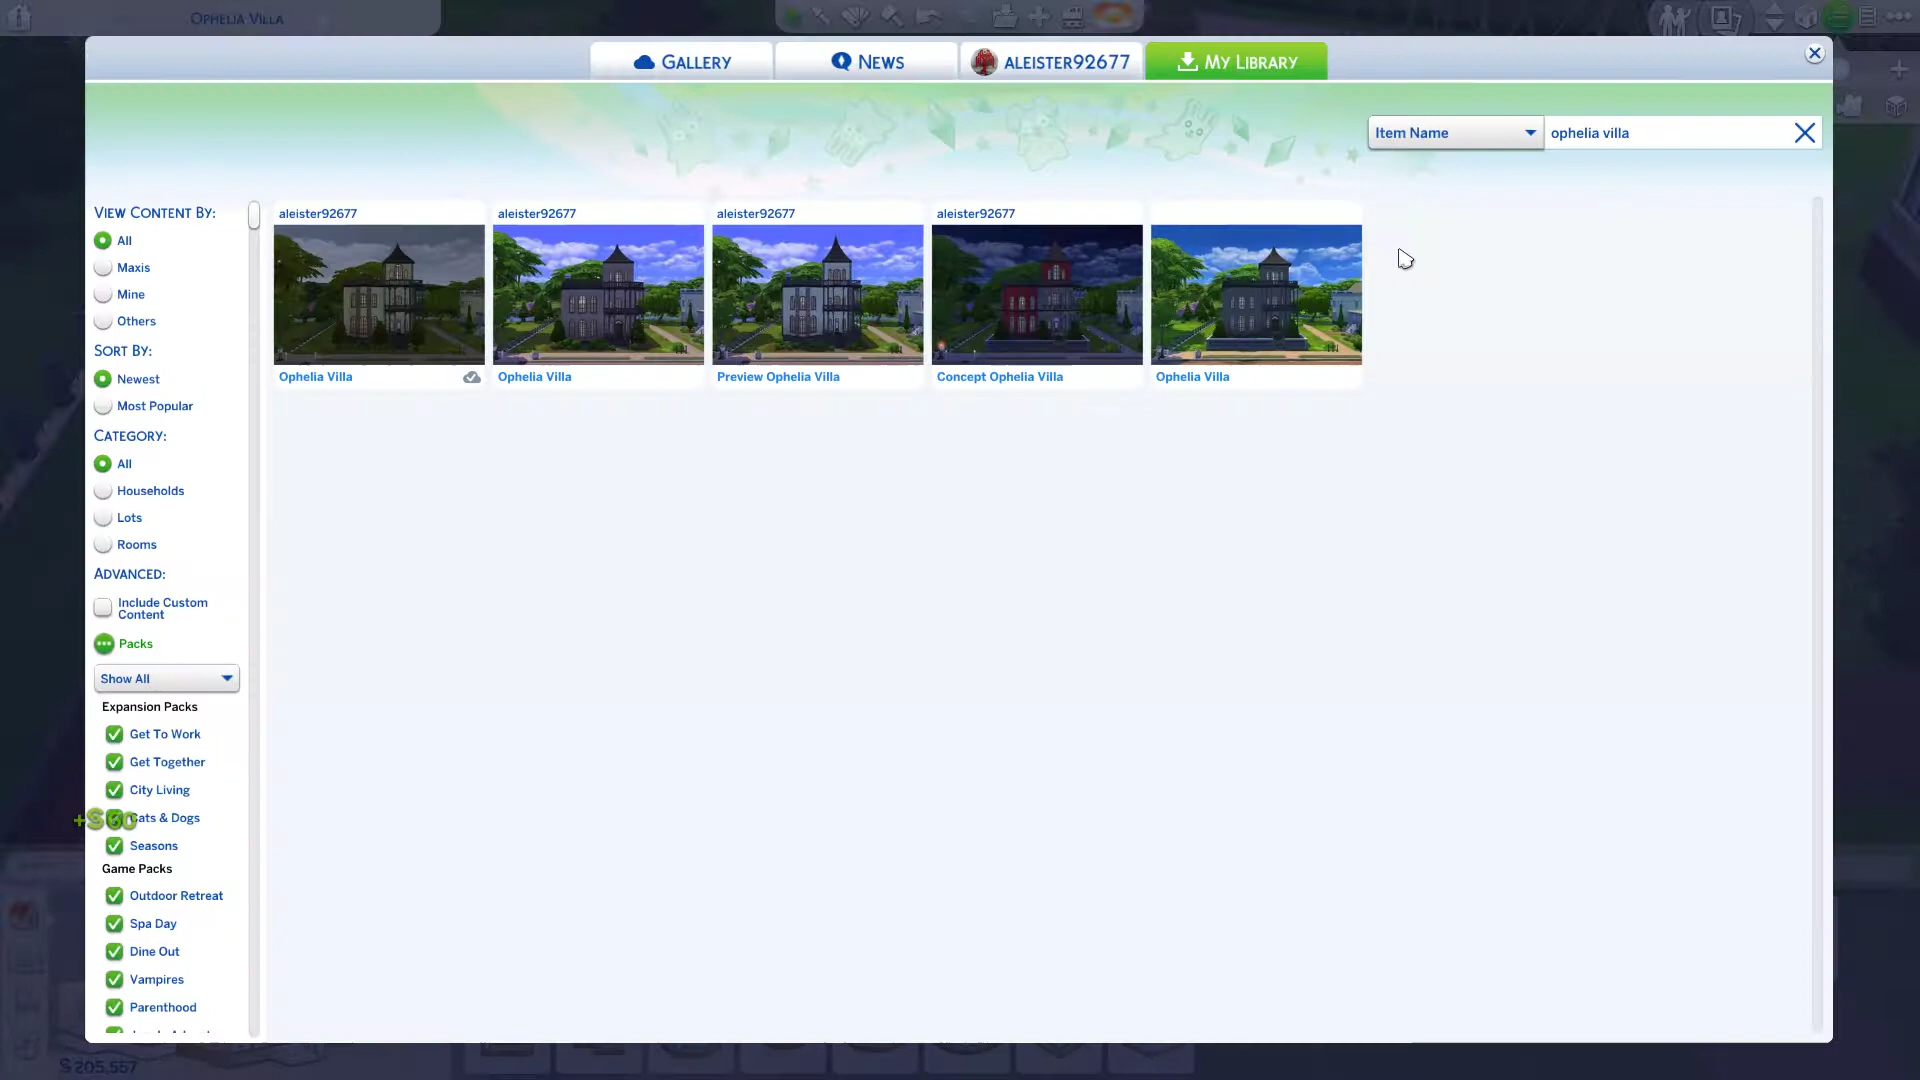 OPHELIA VILLA
GALLERY
NEWS
ALEISTER92677
MY LIBRARY
Item Name
ophelia villa
VIEW CONTENT BY:
All
Maxis
Mine
Others
SORT BY:
Newest
Most Popular
CATEGORY:
All
Households
Lots
Rooms
ADVANCED:
Include Custom
Content
Packs
Show All
Expansion Packs
Get To Work
Get Together
City Living
Cats & Dogs
Seasons
Game Packs
Outdoor Retreat
Spa Day
Dine Out
Vampires
Parenthood
aleister92677
Ophelia Villa
aleister92677
Ophelia Villa
aleister92677
Preview Ophelia Villa
aleister92677
Concept Ophelia Villa
Ophelia Villa